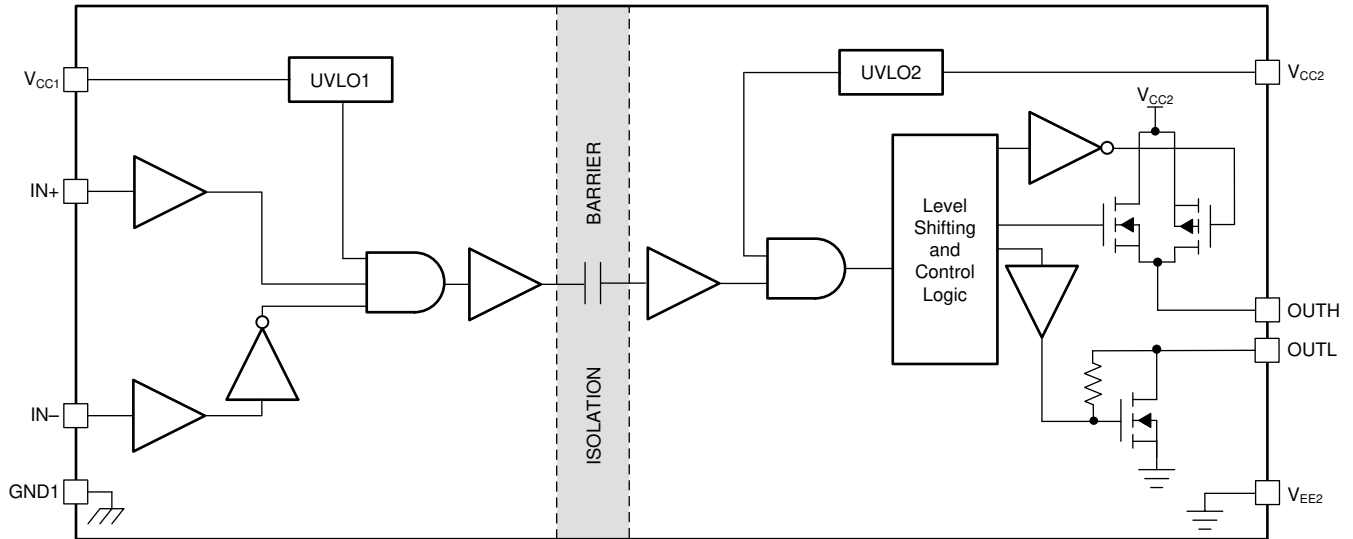 VCC1
UVLO1
UVLO2
VCC2
VCC2
IN+
BARRIER
Level
Shifting
and
Control
Logic
OUTH
OUTL
IN–
ISOLATION
GND1
VEE2